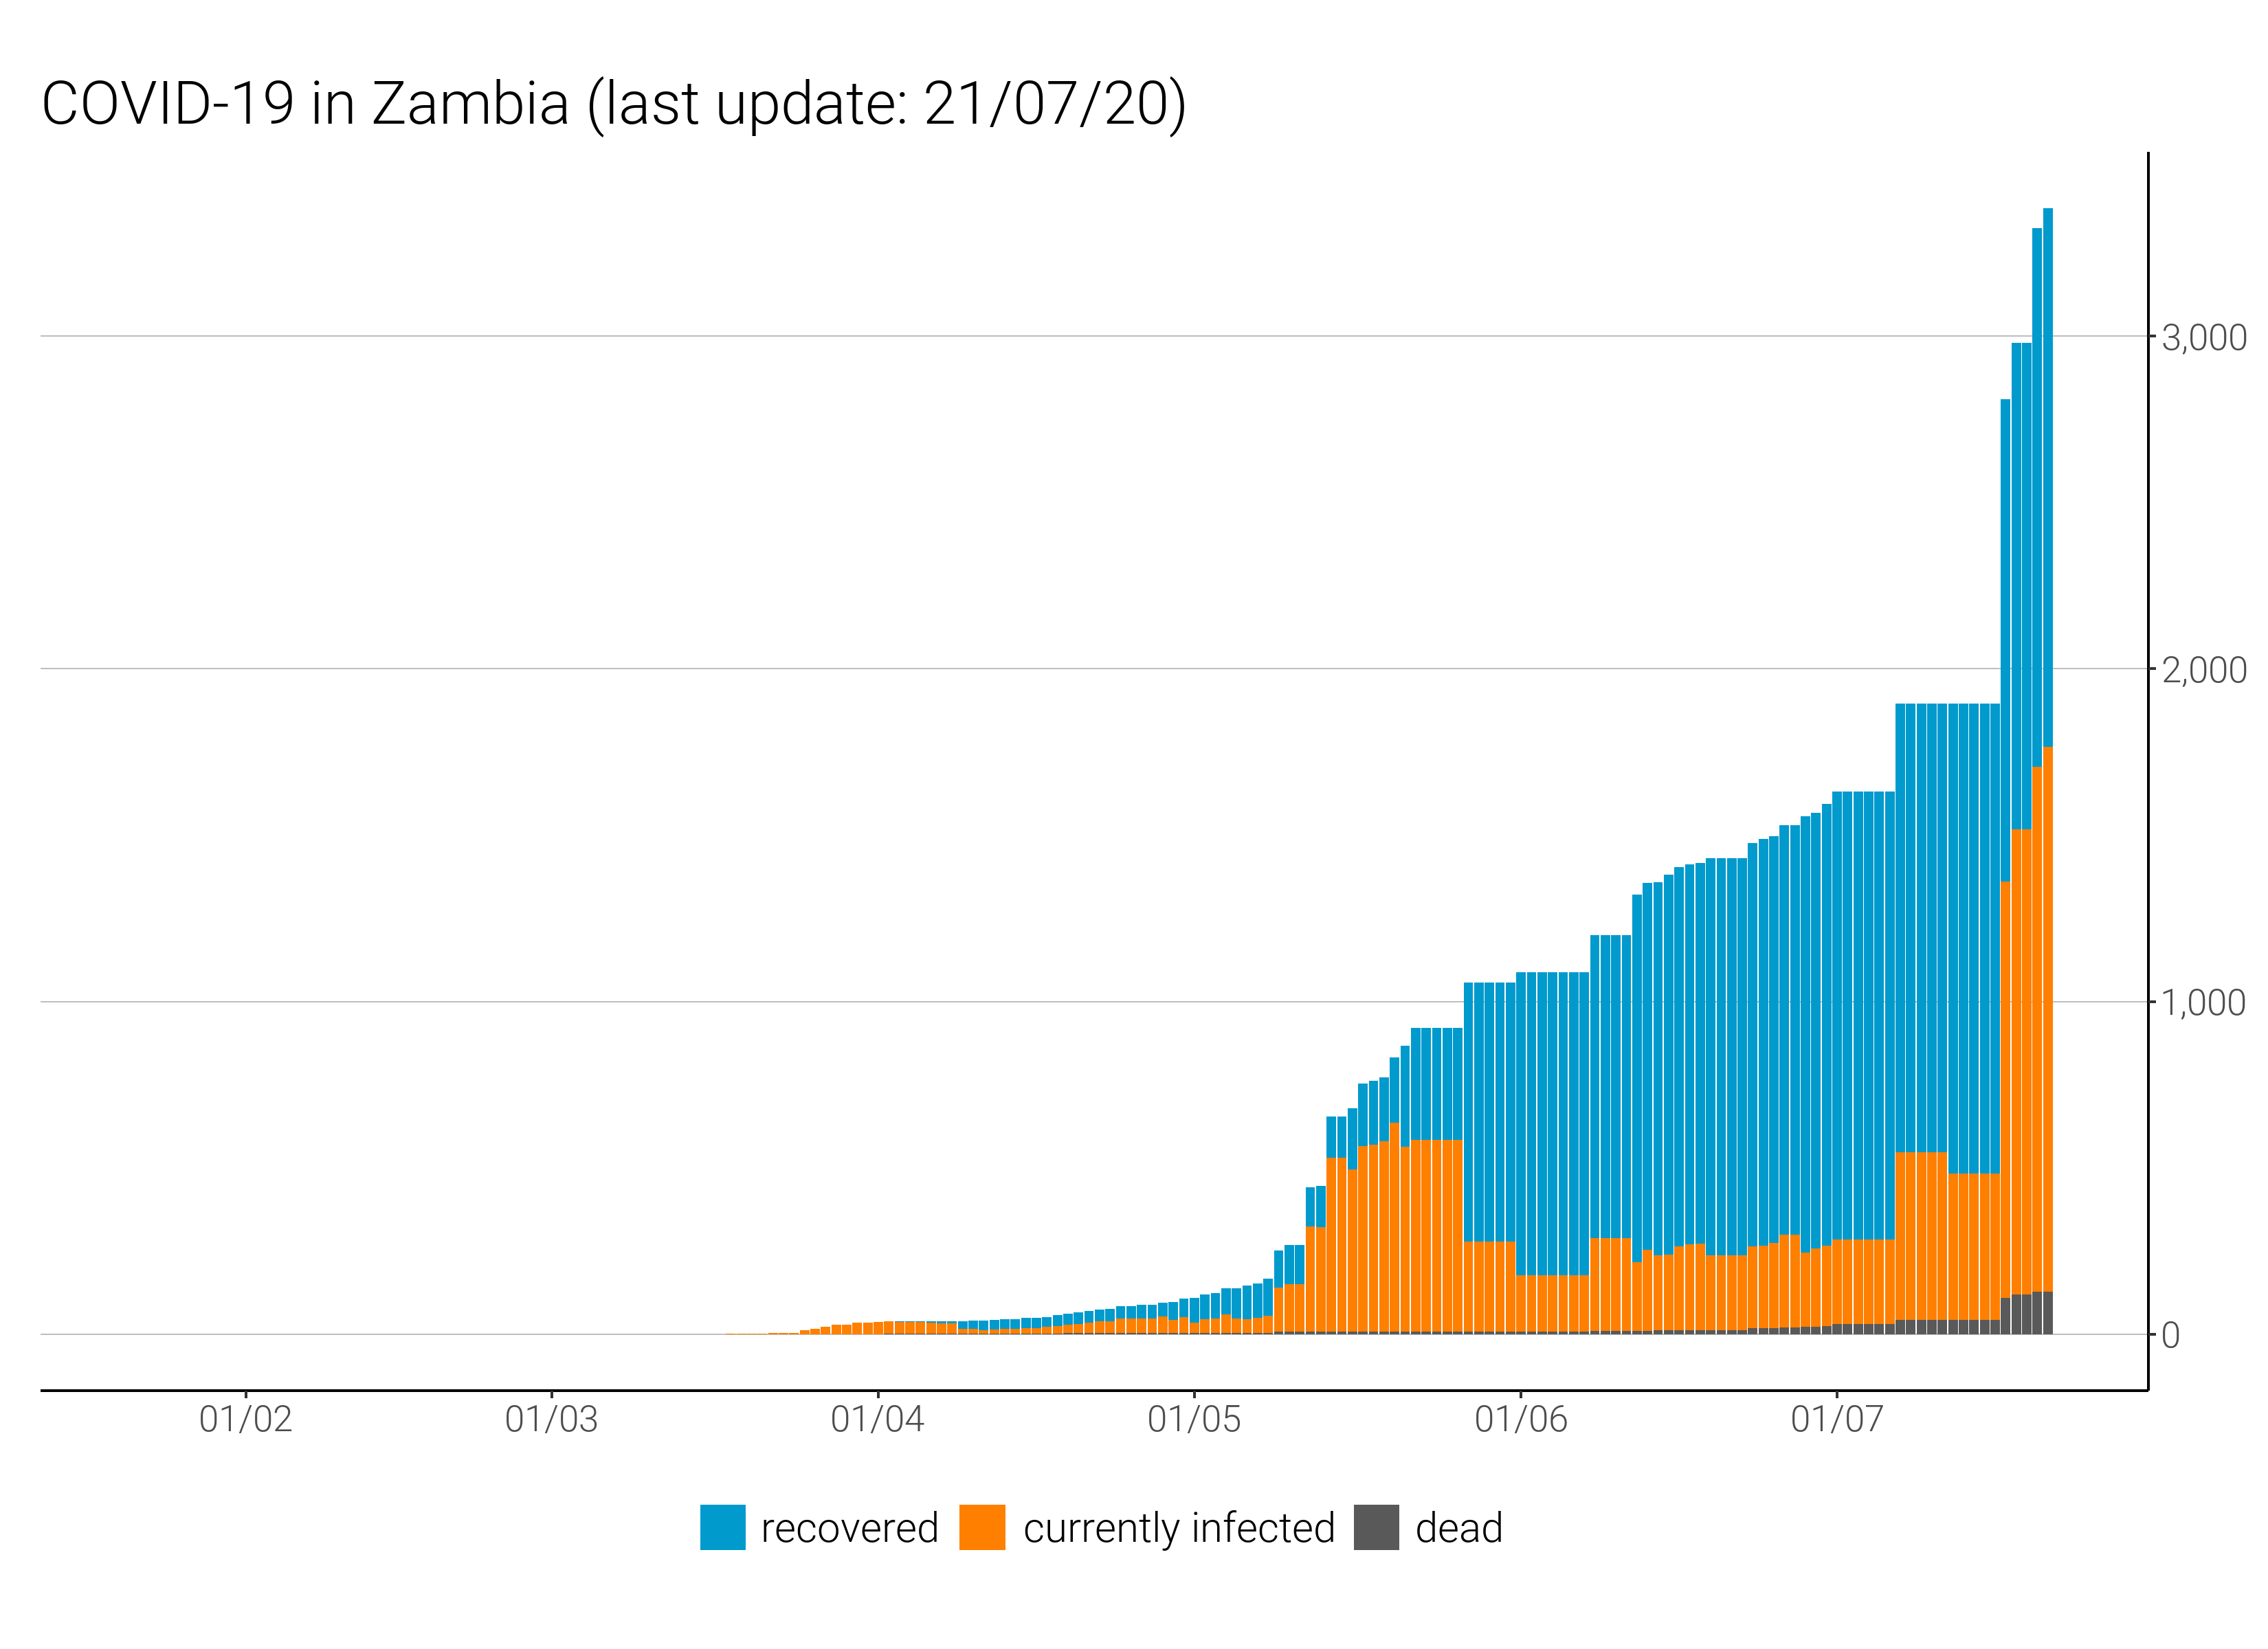 COVID-19 in Zambia (last update: 21/07/20)
3,000
2,000
1,000
0
01/02 01/03 01/04 01/05 01/06 01/07
recovered currently infected dead